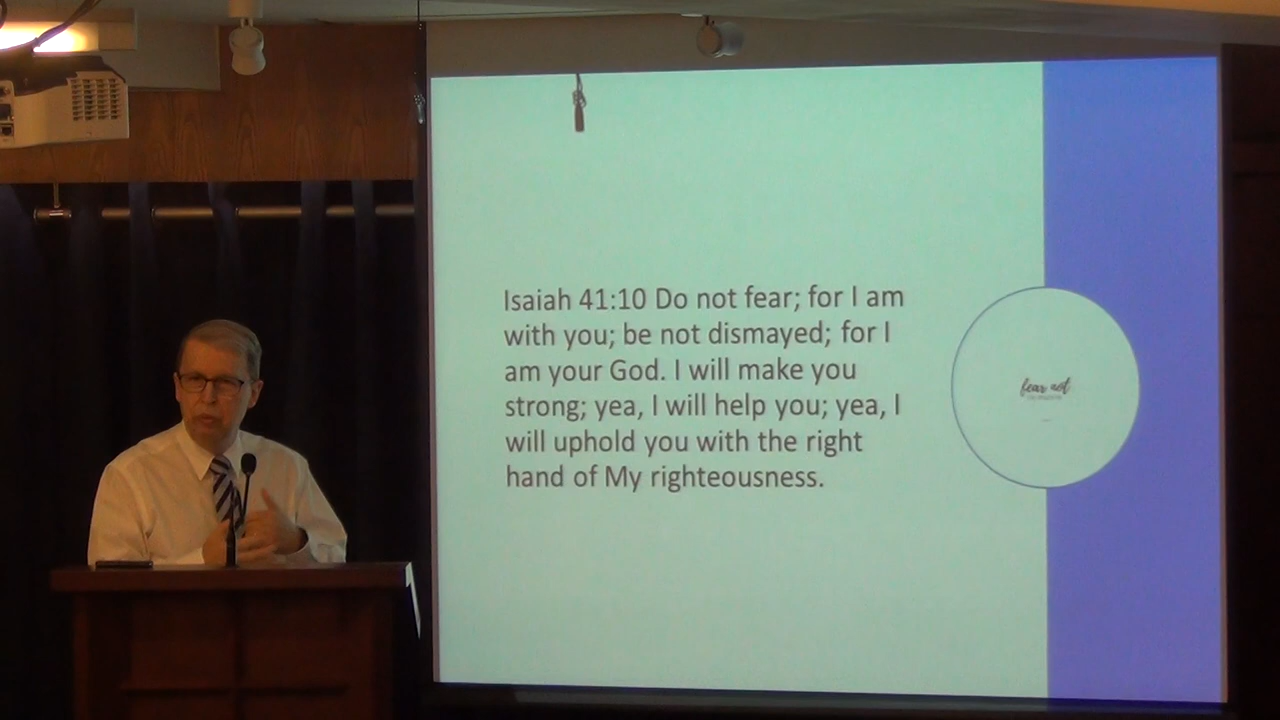 Isaiah 41:10 Do not fear; for I am
with you; be not dismayed; for I
am your God. I will make you
strong; yea, I will help you; yea, I
will uphold you with the right
hand of My righteousness.
fear not